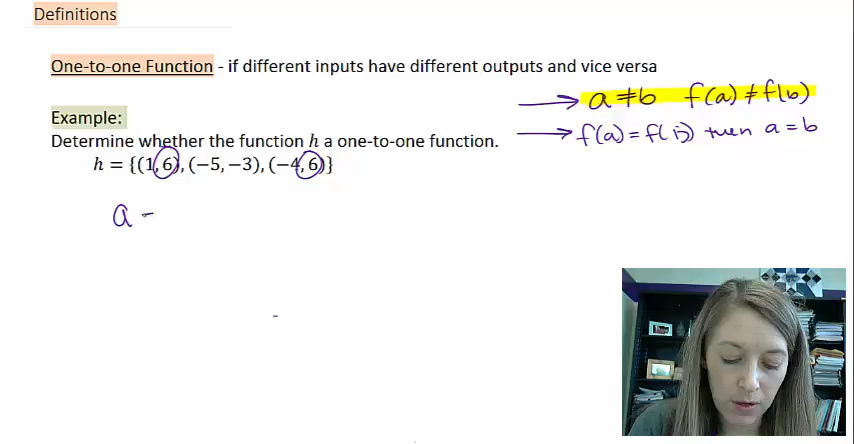 Definitions
One-to-one Function - if different inputs have different outputs and vice versa
a ≠ b f(a) ≠ f(b)
Example:
f(a) = f(b) then a = b
Determine whether the function h a one-to-one function.
h = {(1, 6), (−5, −3), (−4, 6)}
a -